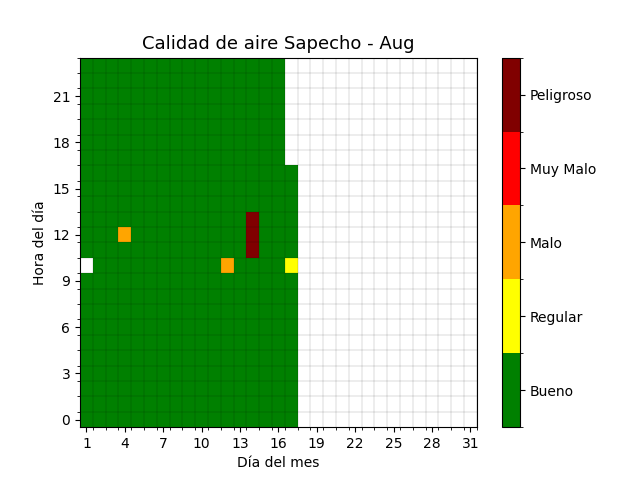 Calidad de aire Sapecho - Aug
Hora del día
21
18
15
12
9
6
3
0
1 4 7 10 13 16 19 22 25 28 31
Día del mes
Peligroso
Muy Malo
Malo
Regular
Bueno